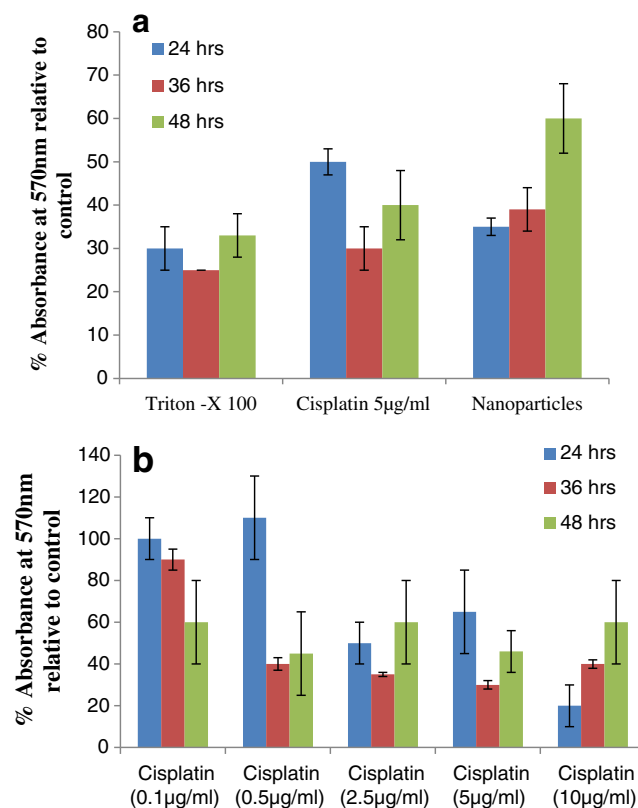 a
% Absorbance at 570nm relative to
control
24 hrs
36 hrs
48 hrs
80
70
60
50
40
30
20
10
0
Triton -X 100 Cisplatin 5µg/ml Nanoparticles
b
% Absorbance at 570nm
relative to control
24 hrs
36 hrs
48 hrs
140
120
100
80
60
40
20
0
Cisplatin Cisplatin Cisplatin Cisplatin Cisplatin
(0.1µg/ml) (0.5µg/ml) (2.5µg/ml) (5µg/ml) (10µg/ml)